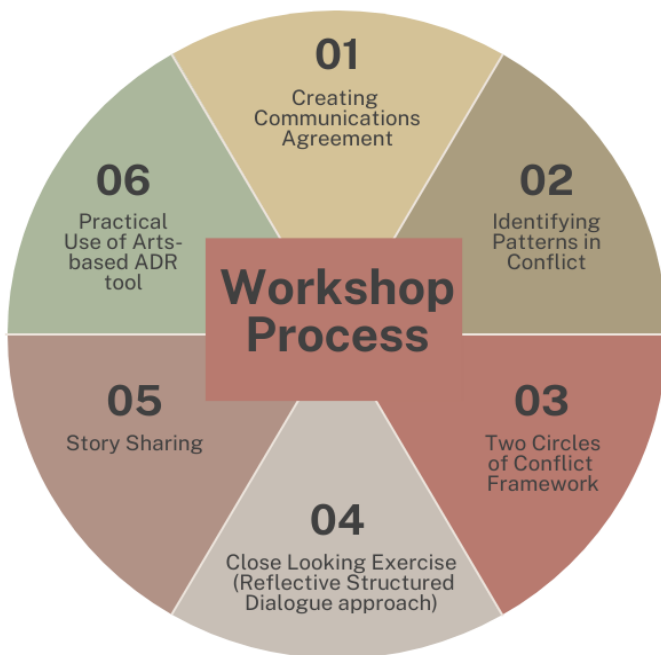 Workshop
Process
01
Creating
Communications
Agreement
02
Identifying
Patterns in
Conflict
03
Two Circles
of Conflict
Framework
04
Close Looking Exercise
(Reflective Structured
Dialogue approach)
05
Story Sharing
06
Practical
Use of Arts-
based ADR
tool